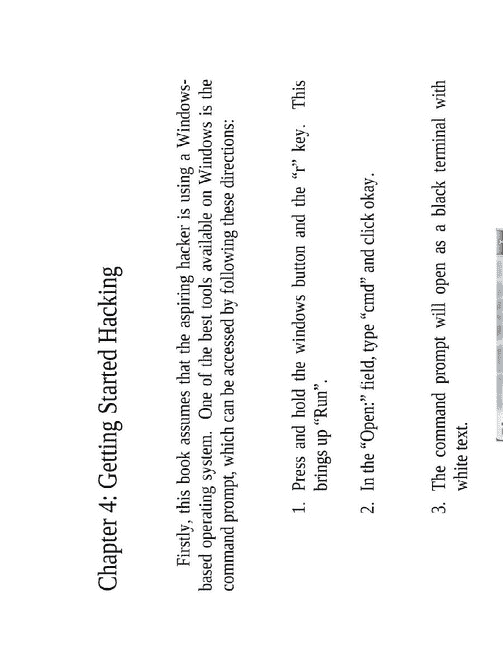 Chapter 4: Getting Started Hacking
Firstly, this book assumes that the aspiring hacker is using a Windows-
based operating system. One of the best tools available on Windows is the
command prompt, which can be accessed by following these directions:
1. Press and hold the windows button and the “r” key. This
brings up “Run”.
2. In the “Open:” field, type “cmd” and click okay.
3. The command prompt will open as a black terminal with
white text.